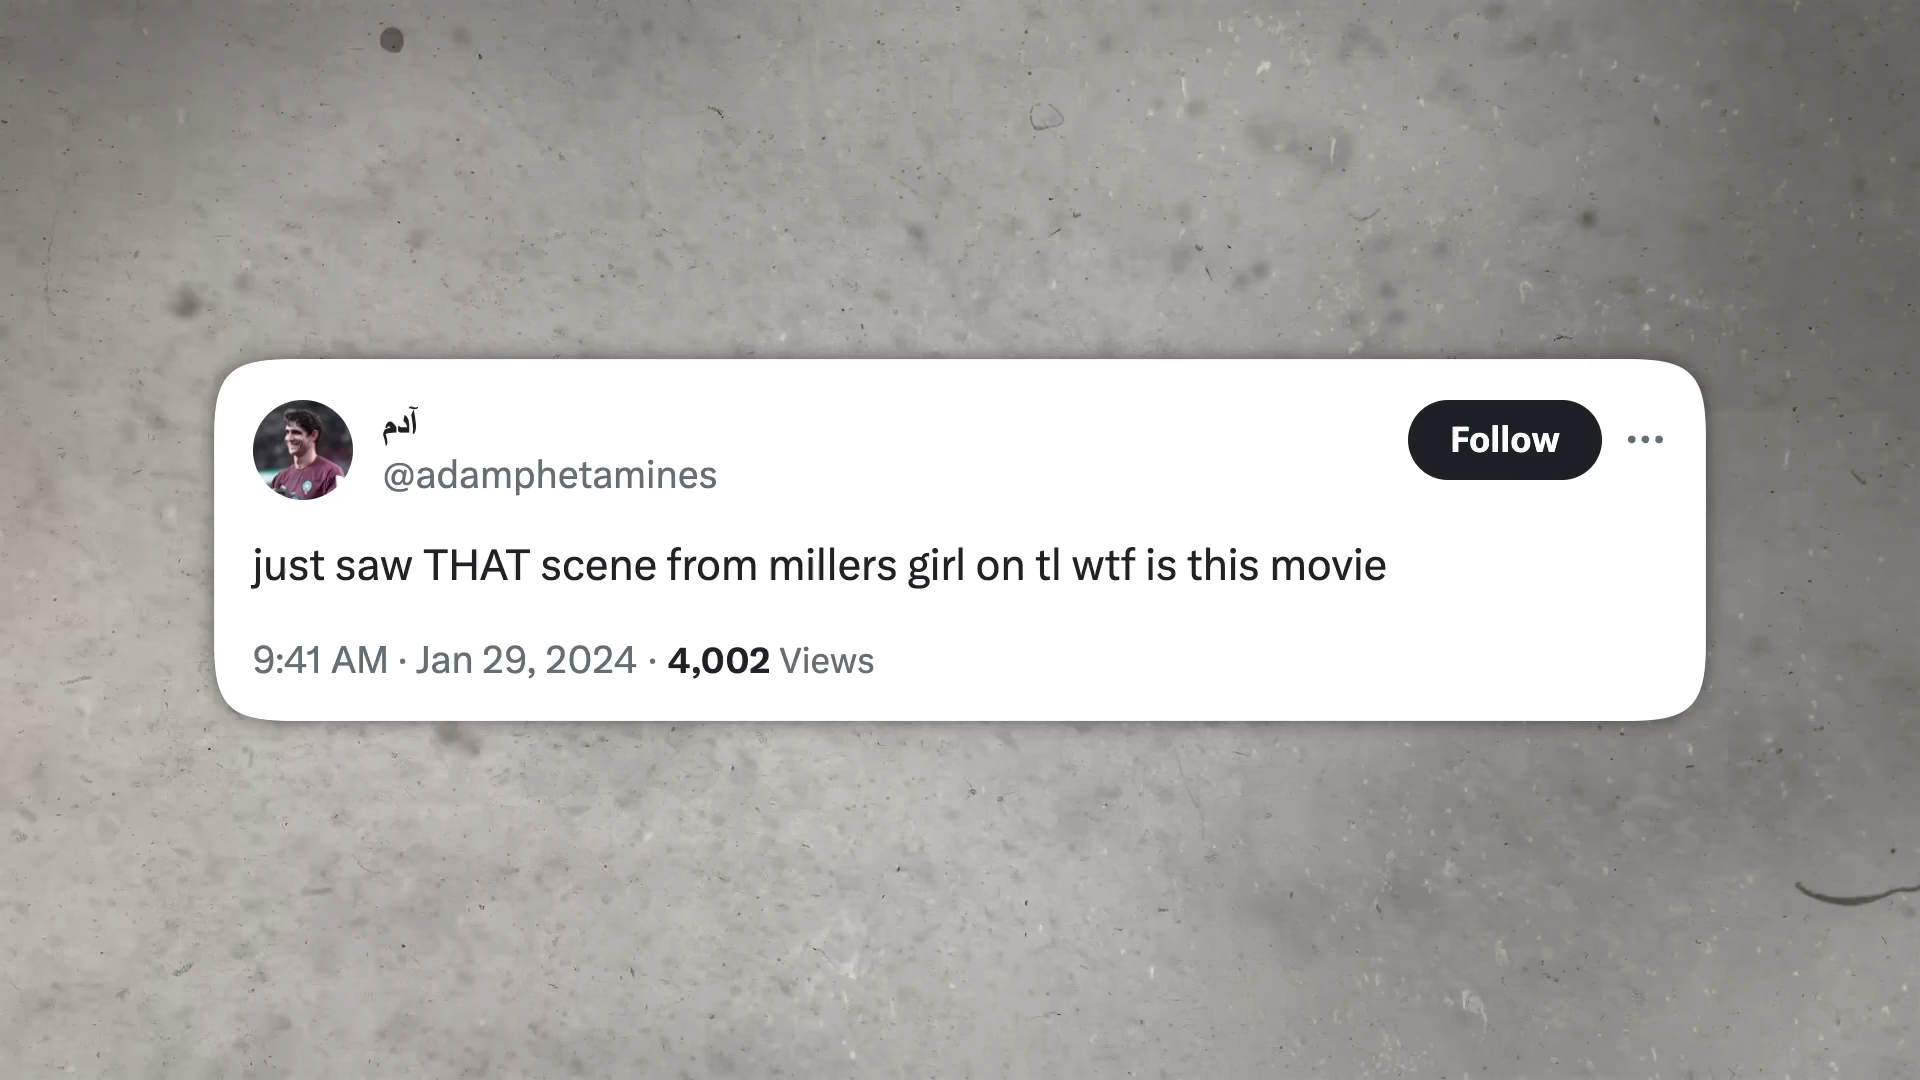 آدم
@adamphetamines
Follow
just saw THAT scene from millers girl on tl wtf is this movie
9:41 AM · Jan 29, 2024 · 4,002 Views